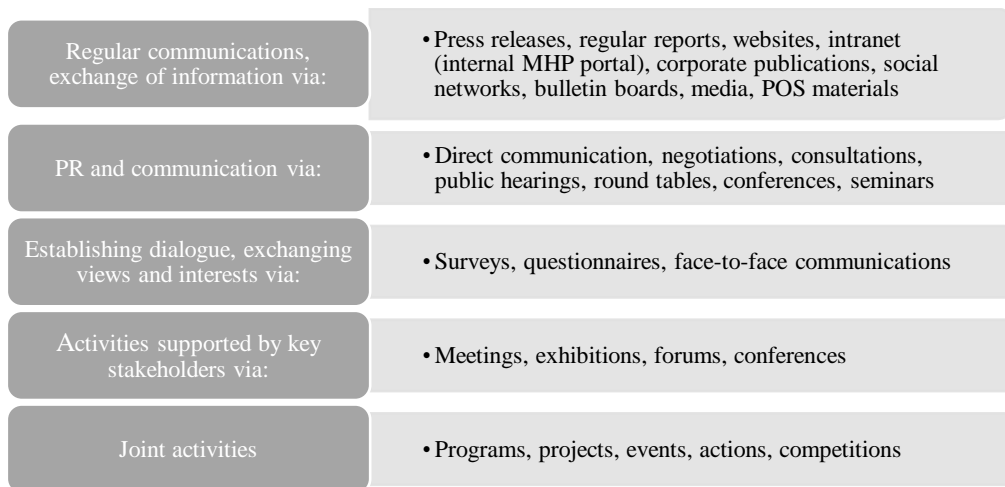 Regular communications,
exchange of information via:
• Press releases, regular reports, websites, intranet
(internal MHP portal), corporate publications, social
networks, bulletin boards, media, POS materials
PR and communication via:
• Direct communication, negotiations, consultations,
public hearings, round tables, conferences, seminars
Establishing dialogue, exchanging
views and interests via:
• Surveys, questionnaires, face-to-face communications
Activities supported by key
stakeholders via:
• Meetings, exhibitions, forums, conferences
Joint activities
• Programs, projects, events, actions, competitions